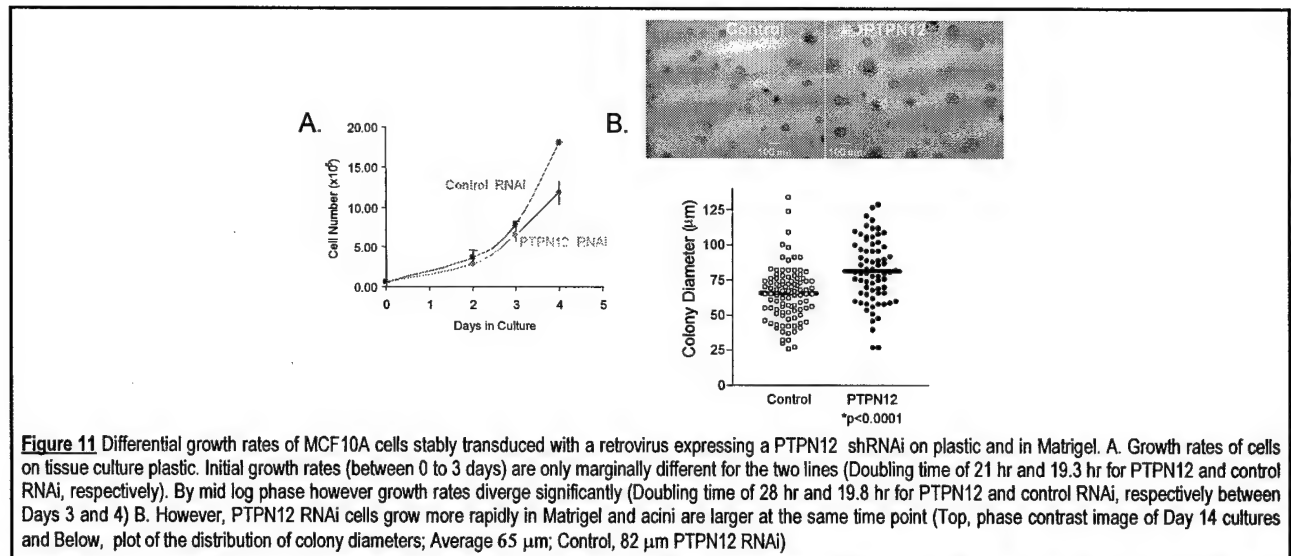 Control
PTPN12
100 µm
100 µm
A.
B.
20.00
15.00
10.00
5.00
0.00
Cell Number (x10⁵)
Control RNAi
PTPN12 RNAi
0 1 2 3 4 5
Days in Culture
125
100
75
50
25
0
Colony Diameter (µm)
Control PTPN12
*p<0.0001
Figure 11 Differential growth rates of MCF10A cells stably transduced with a retrovirus expressing a PTPN12 shRNAi on plastic and in Matrigel. A. Growth rates of cells
on tissue culture plastic. Initial growth rates (between 0 to 3 days) are only marginally different for the two lines (Doubling time of 21 hr and 19.3 hr for PTPN12 and control
RNAi, respectively). By mid log phase however growth rates diverge significantly (Doubling time of 28 hr and 19.8 hr for PTPN12 and control RNAi, respectively between
Days 3 and 4) B. However, PTPN12 RNAi cells grow more rapidly in Matrigel and acini are larger at the same time point (Top, phase contrast image of Day 14 cultures
and Below, plot of the distribution of colony diameters; Average 65 µm; Control, 82 µm PTPN12 RNAi)